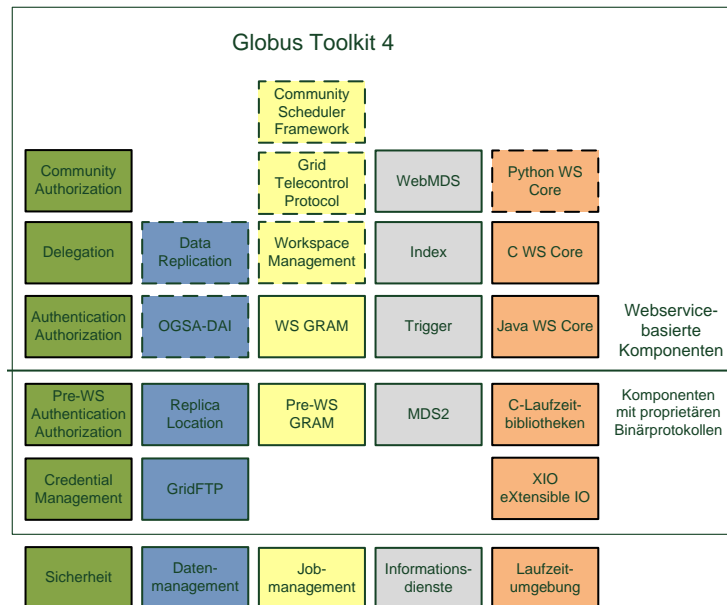 Globus Toolkit 4
Community
Scheduler
Framework
Community
Authorization
Grid
Telecontrol
Protocol
WebMDS
Python WS
Core
Delegation
Data
Replication
Workspace
Management
Index
C WS Core
Authentication
Authorization
OGSA-DAI
WS GRAM
Trigger
Java WS Core
Webservice-
basierte
Komponenten
Pre-WS
Authentication
Authorization
Replica
Location
Pre-WS
GRAM
MDS2
C-Laufzeit-
bibliotheken
Komponenten
mit proprietären
Binärprotokollen
Credential
Management
GridFTP
XIO
eXtensible IO
Sicherheit
Daten-
management
Job-
management
Informations-
dienste
Laufzeit-
umgebung